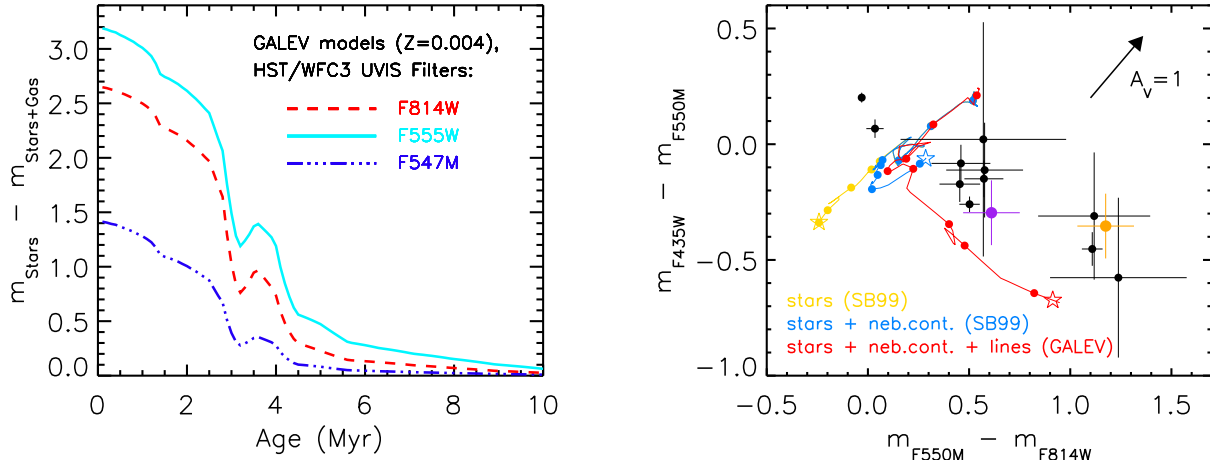 GALEV models (Z=0.004),
HST/WFC3 UVIS Filters:
F814W
F555W
F547M
3.0
2.5
2.0
1.5
1.0
0.5
0.0
0 2 4 6 8 10
Age (Myr)
m_Stars − m_Stars+Gas
A_v=1
stars (SB99)
stars + neb.cont. (SB99)
stars + neb.cont. + lines (GALEV)
0.5
0.0
−0.5
−1.0
−0.5 0.0 0.5 1.0 1.5
m_F550M − m_F814W
m_F435W − m_F550M